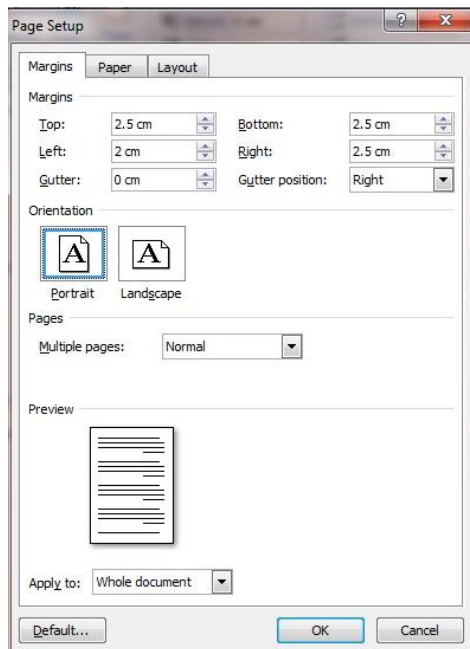 Page Setup
Margins Paper Layout
Margins
Top: 2.5 cm Bottom: 2.5 cm
Left: 2 cm Right: 2.5 cm
Gutter: 0 cm Gutter position: Right
Orientation
A A
Portrait Landscape
Pages
Multiple pages: Normal
Preview
Apply to: Whole document
Default... OK Cancel